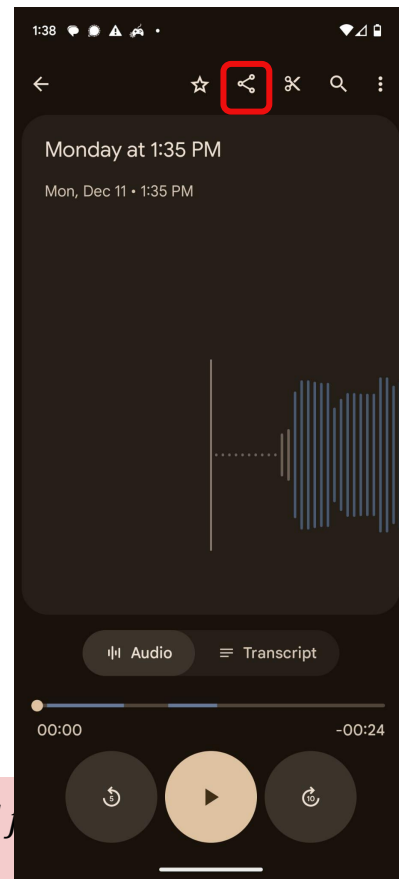 1:38
Monday at 1:35 PM
Mon, Dec 11 • 1:35 PM
Audio
Transcript
00:00
-00:24
5
10